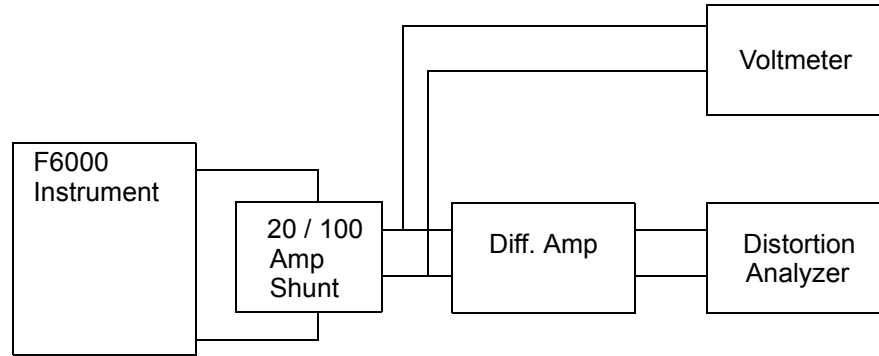 Voltmeter
F6000
Instrument
20 / 100
Amp
Shunt
Diff. Amp
Distortion
Analyzer